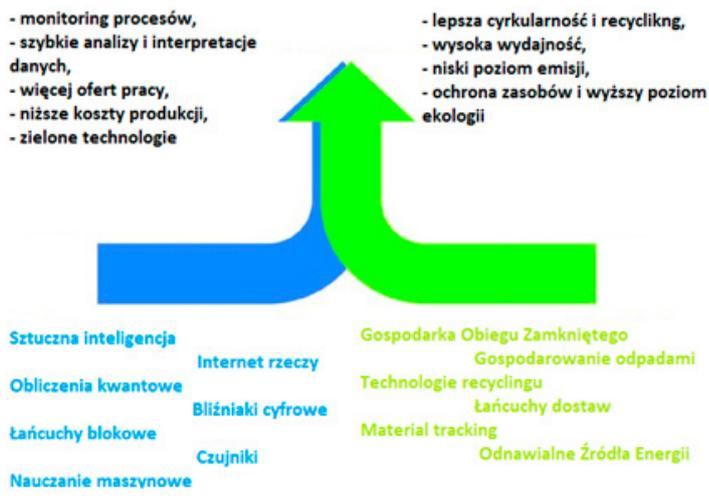 - monitoring procesów,
- szybkie analizy i interpretacje
danych,
- więcej ofert pracy,
- niższe koszty produkcji,
- zielone technologie
- lepsza cyrkularność i recyclikng,
- wysoka wydajność,
- niski poziom emisji,
- ochrona zasobów i wyższy poziom
ekologii
Sztuczna inteligencja
Internet rzeczy
Obliczenia kwantowe
Bliźniaki cyfrowe
Łańcuchy blokowe
Czujniki
Nauczanie maszynowe
Gospodarka Obiegu Zamkniętego
Gospodarowanie odpadami
Technologie recyclingu
Łańcuchy dostaw
Material tracking
Odnawialne Źródła Energii